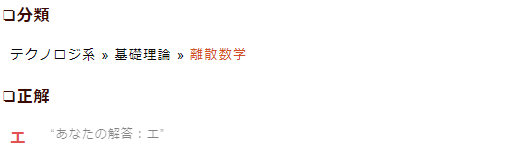 ❏分類
テクノロジ系 » 基礎理論 » 離散数学
❏正解
エ “あなたの解答：エ”